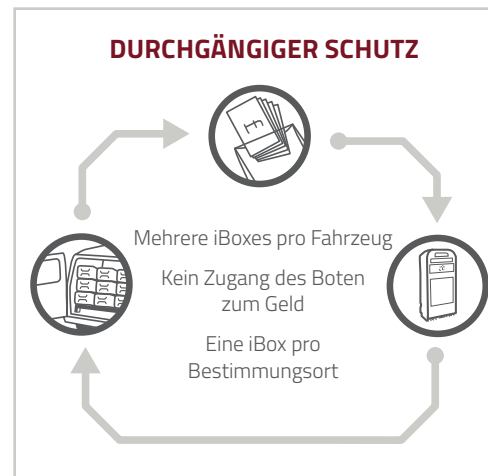 DURCHGÄNGIGER SCHUTZ
Mehrere iBoxes pro Fahrzeug
Kein Zugang des Boten
zum Geld
Eine iBox pro
Bestimmungsort